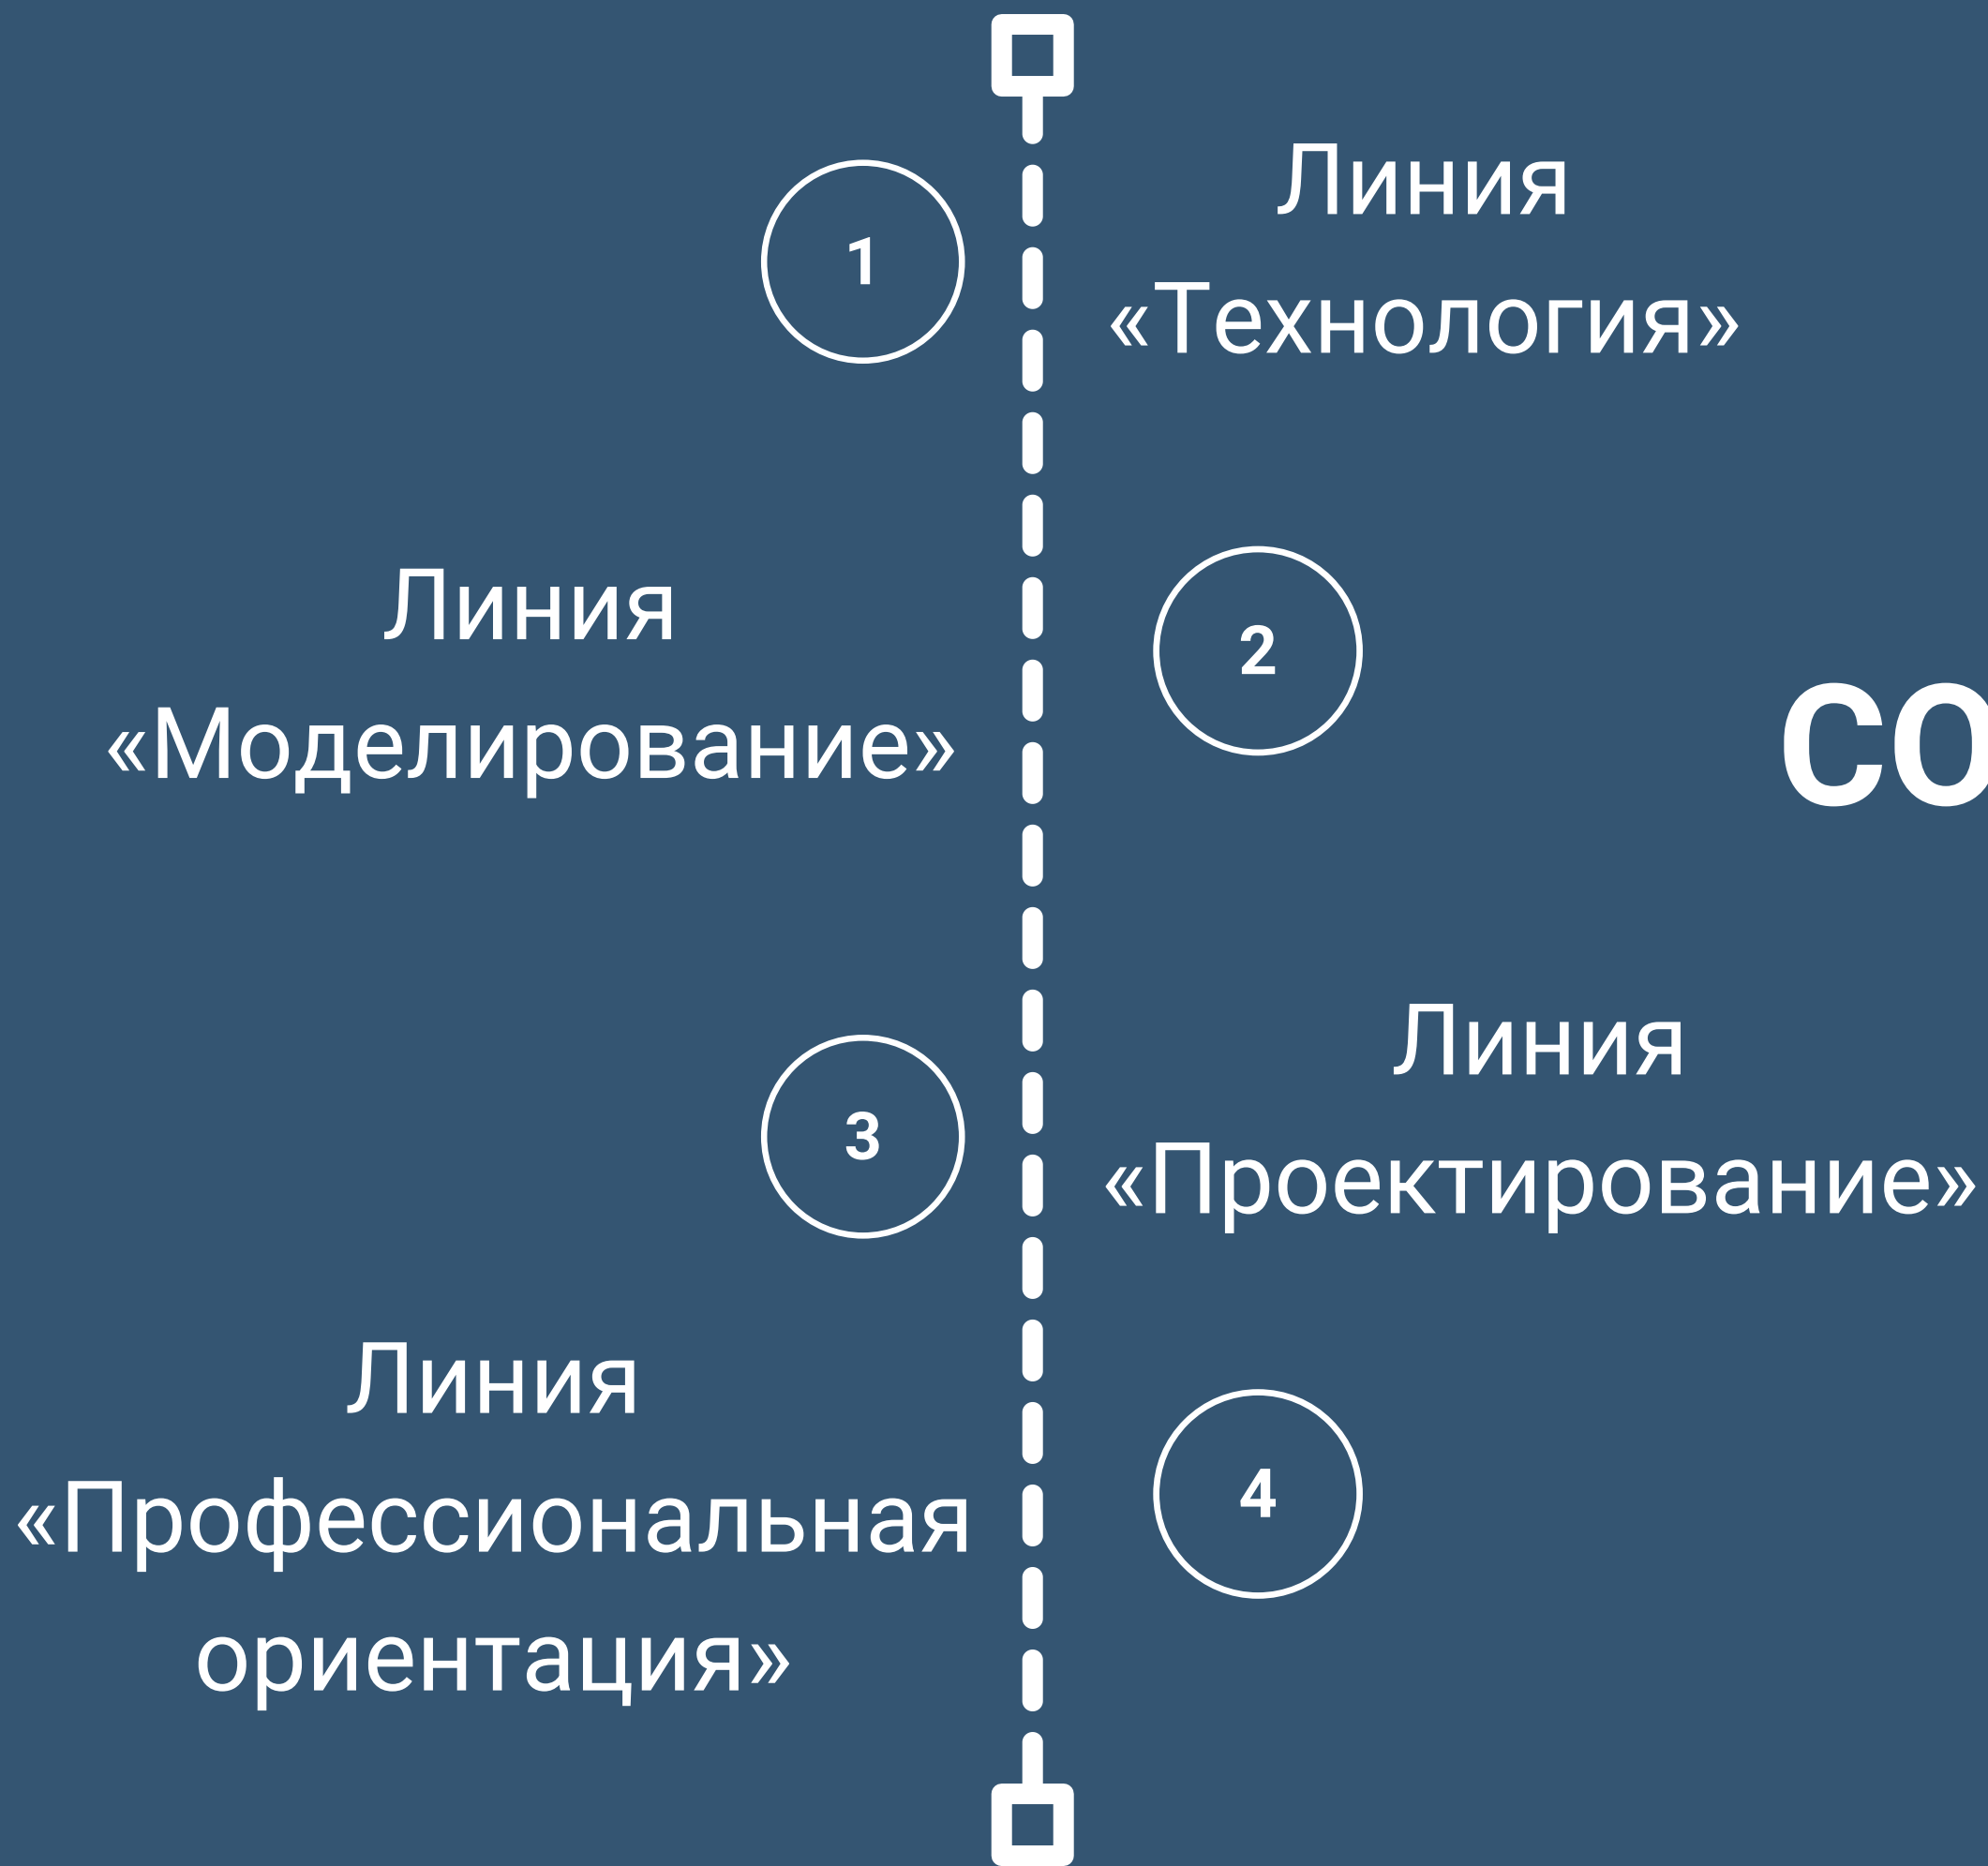 1
Линия
«Технология»
Линия
«Моделирование»
2
3
Линия
«Проектирование»
Линия
«Профессиональная
ориентация»
4